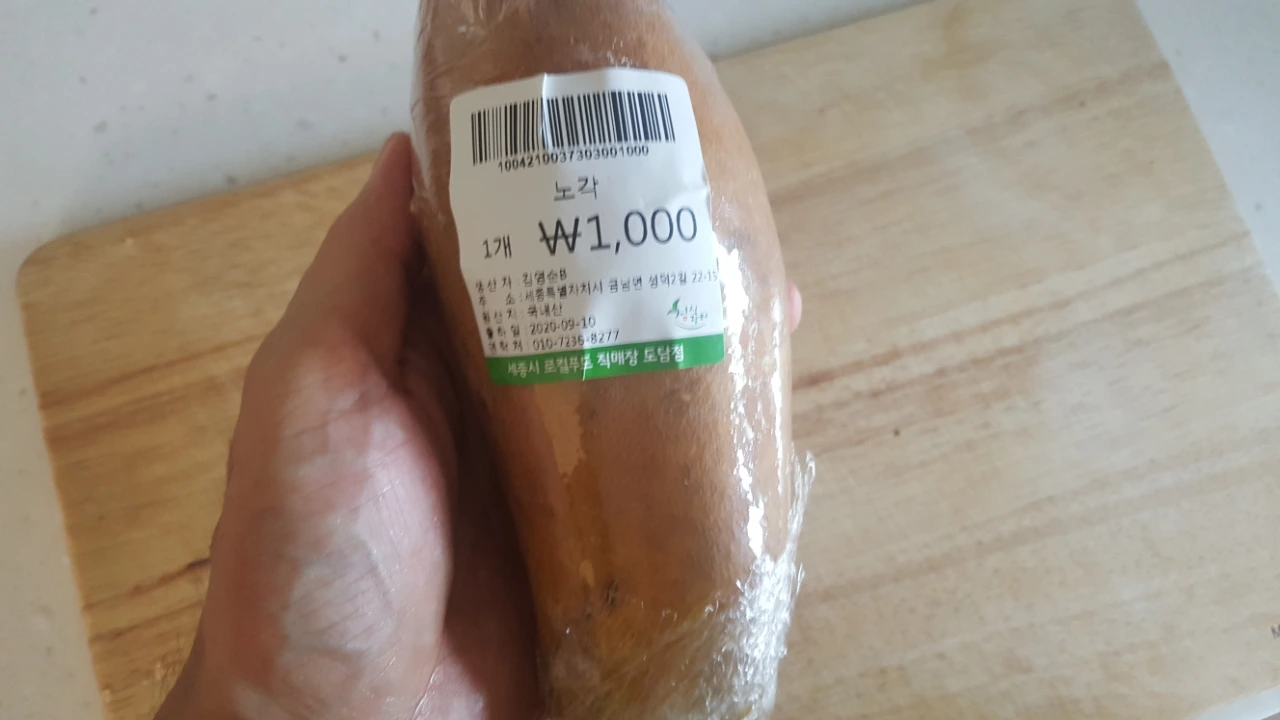 1004210037303001000
노각
1개 ₩1,000
생산자 : 김영순B
주 소 : 세종특별자치시 금남면 성덕2길 22-15
원산지 : 국내산
출하일 : 2020-09-10
연락처 : 010-7235-8277
세종시 로컬푸드 직매장 도담점